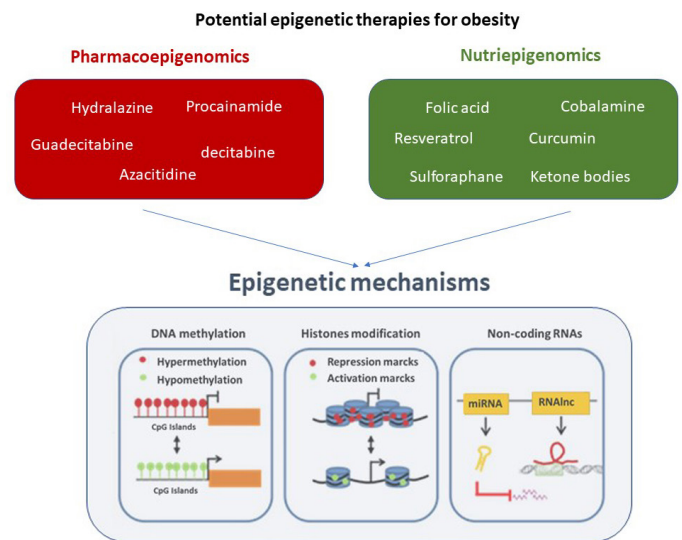 Potential epigenetic therapies for obesity
Pharmacoepigenomics
Nutriepigenomics
Hydralazine
Procainamide
Guadecitabine
decitabine
Azacitidine
Folic acid
Cobalamine
Resveratrol
Curcumin
Sulforaphane
Ketone bodies
Epigenetic mechanisms
DNA methylation
Hypermethylation
Hypomethylation
CpG Islands
CpG Islands
Histones modification
Repression marcks
Activation marcks
Non-coding RNAs
miRNA
RNAlnc